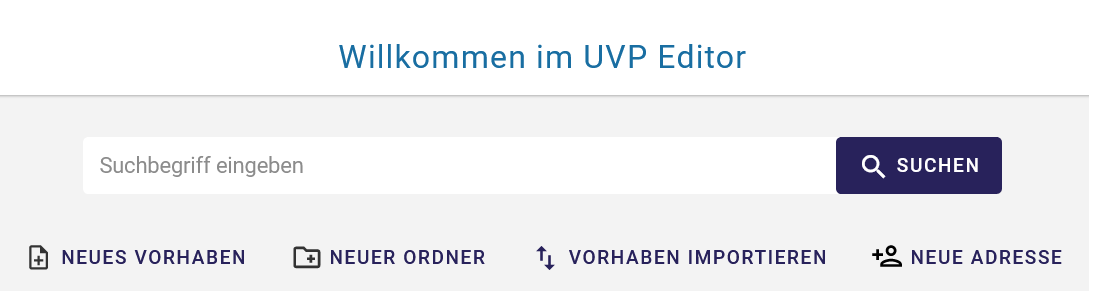 Willkommen im UVP Editor
Suchbegriff eingeben SUCHEN
NEUES VORHABEN NEUER ORDNER VORHABEN IMPORTIEREN NEUE ADRESSE